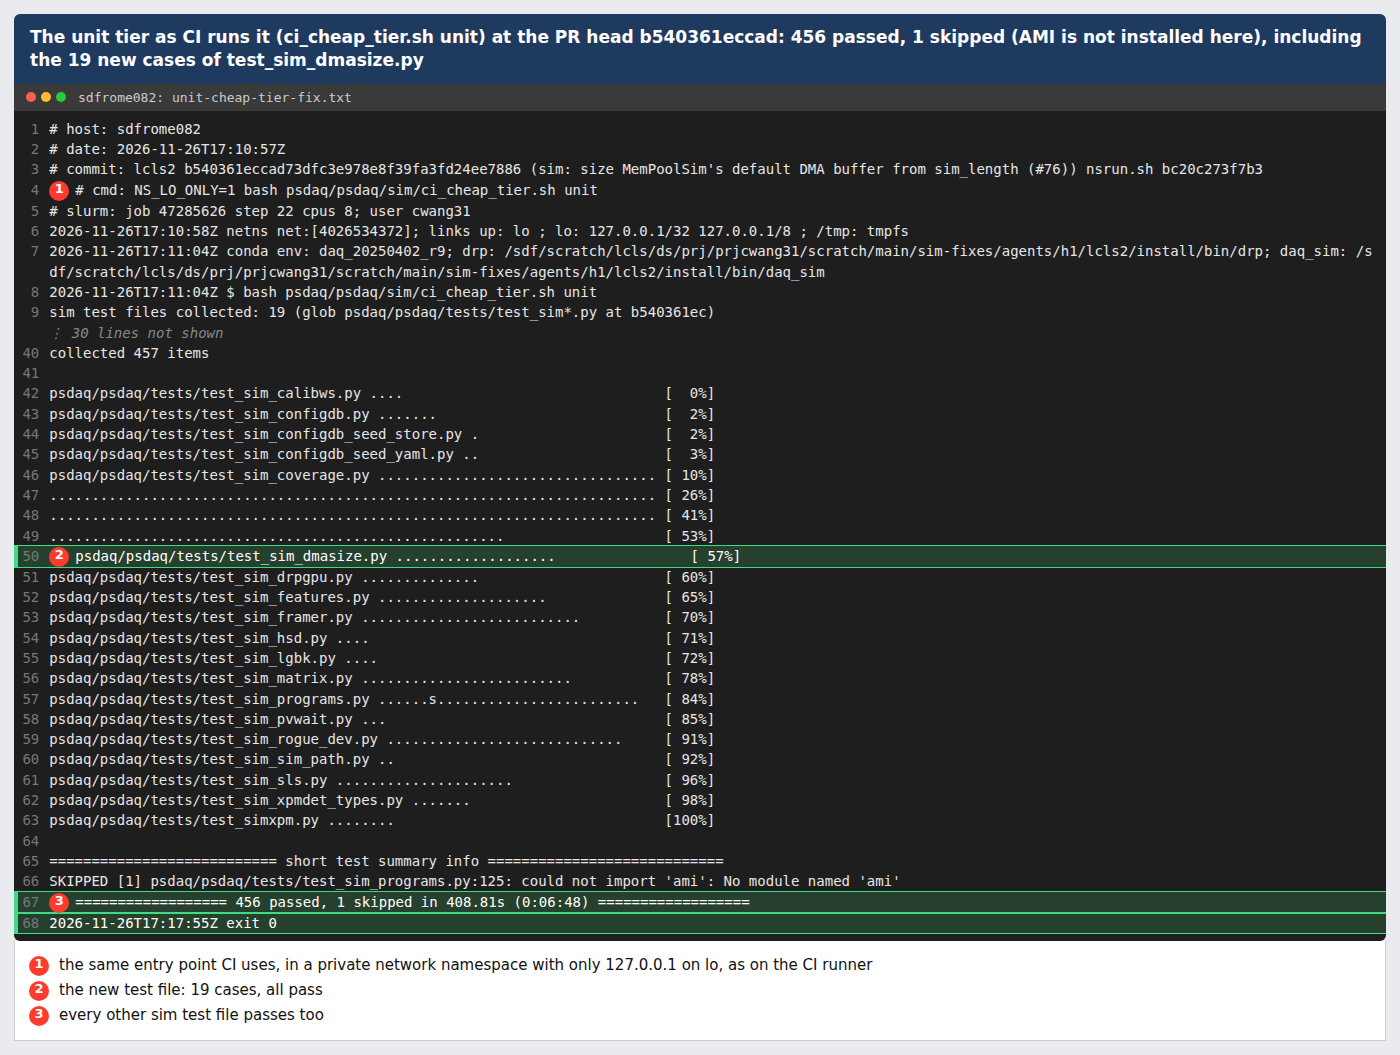 The unit tier as CI runs it (ci_cheap_tier.sh unit) at the PR head b540361eccad: 456 passed, 1 skipped (AMI is not installed here), including
the 19 new cases of test_sim_dmasize.py
sdfrome082: unit-cheap-tier-fix.txt
1 # host: sdfrome082
2 # date: 2026-11-26T17:10:57Z
3 # commit: lcls2 b540361eccad73dfc3e978e8f39fa3fd24ee7886 (sim: size MemPoolSim's default DMA buffer from sim_length (#76)) nsrun.sh bc20c273f7b3
4 1 # cmd: NS_LO_ONLY=1 bash psdaq/psdaq/sim/ci_cheap_tier.sh unit
5 # slurm: job 47285626 step 22 cpus 8; user cwang31
6 2026-11-26T17:10:58Z netns net:[4026534372]; links up: lo ; lo: 127.0.0.1/32 127.0.0.1/8 ; /tmp: tmpfs
7 2026-11-26T17:11:04Z conda env: daq_20250402_r9; drp: /sdf/scratch/lcls/ds/prj/prjcwang31/scratch/main/sim-fixes/agents/h1/lcls2/install/bin/drp; daq_sim: /s
df/scratch/lcls/ds/prj/prjcwang31/scratch/main/sim-fixes/agents/h1/lcls2/install/bin/daq_sim
8 2026-11-26T17:11:04Z $ bash psdaq/psdaq/sim/ci_cheap_tier.sh unit
9 sim test files collected: 19 (glob psdaq/psdaq/tests/test_sim*.py at b540361ec)
⋮ 30 lines not shown
40 collected 457 items
41
42 psdaq/psdaq/tests/test_sim_calibws.py .... [  0%]
43 psdaq/psdaq/tests/test_sim_configdb.py ....... [  2%]
44 psdaq/psdaq/tests/test_sim_configdb_seed_store.py . [  2%]
45 psdaq/psdaq/tests/test_sim_configdb_seed_yaml.py .. [  3%]
46 psdaq/psdaq/tests/test_sim_coverage.py ................................. [ 10%]
47 ........................................................................ [ 26%]
48 ........................................................................ [ 41%]
49 ...................................................... [ 53%]
50 2 psdaq/psdaq/tests/test_sim_dmasize.py ................... [ 57%]
51 psdaq/psdaq/tests/test_sim_drpgpu.py .............. [ 60%]
52 psdaq/psdaq/tests/test_sim_features.py .................... [ 65%]
53 psdaq/psdaq/tests/test_sim_framer.py .......................... [ 70%]
54 psdaq/psdaq/tests/test_sim_hsd.py .... [ 71%]
55 psdaq/psdaq/tests/test_sim_lgbk.py .... [ 72%]
56 psdaq/psdaq/tests/test_sim_matrix.py ......................... [ 78%]
57 psdaq/psdaq/tests/test_sim_programs.py ......s........................ [ 84%]
58 psdaq/psdaq/tests/test_sim_pvwait.py ... [ 85%]
59 psdaq/psdaq/tests/test_sim_rogue_dev.py ............................ [ 91%]
60 psdaq/psdaq/tests/test_sim_sim_path.py .. [ 92%]
61 psdaq/psdaq/tests/test_sim_sls.py ..................... [ 96%]
62 psdaq/psdaq/tests/test_sim_xpmdet_types.py ....... [ 98%]
63 psdaq/psdaq/tests/test_simxpm.py ........ [100%]
64
65 =========================== short test summary info ============================
66 SKIPPED [1] psdaq/psdaq/tests/test_sim_programs.py:125: could not import 'ami': No module named 'ami'
67 3 ================== 456 passed, 1 skipped in 408.81s (0:06:48) ==================
68 2026-11-26T17:17:55Z exit 0
1 the same entry point CI uses, in a private network namespace with only 127.0.0.1 on lo, as on the CI runner
2 the new test file: 19 cases, all pass
3 every other sim test file passes too